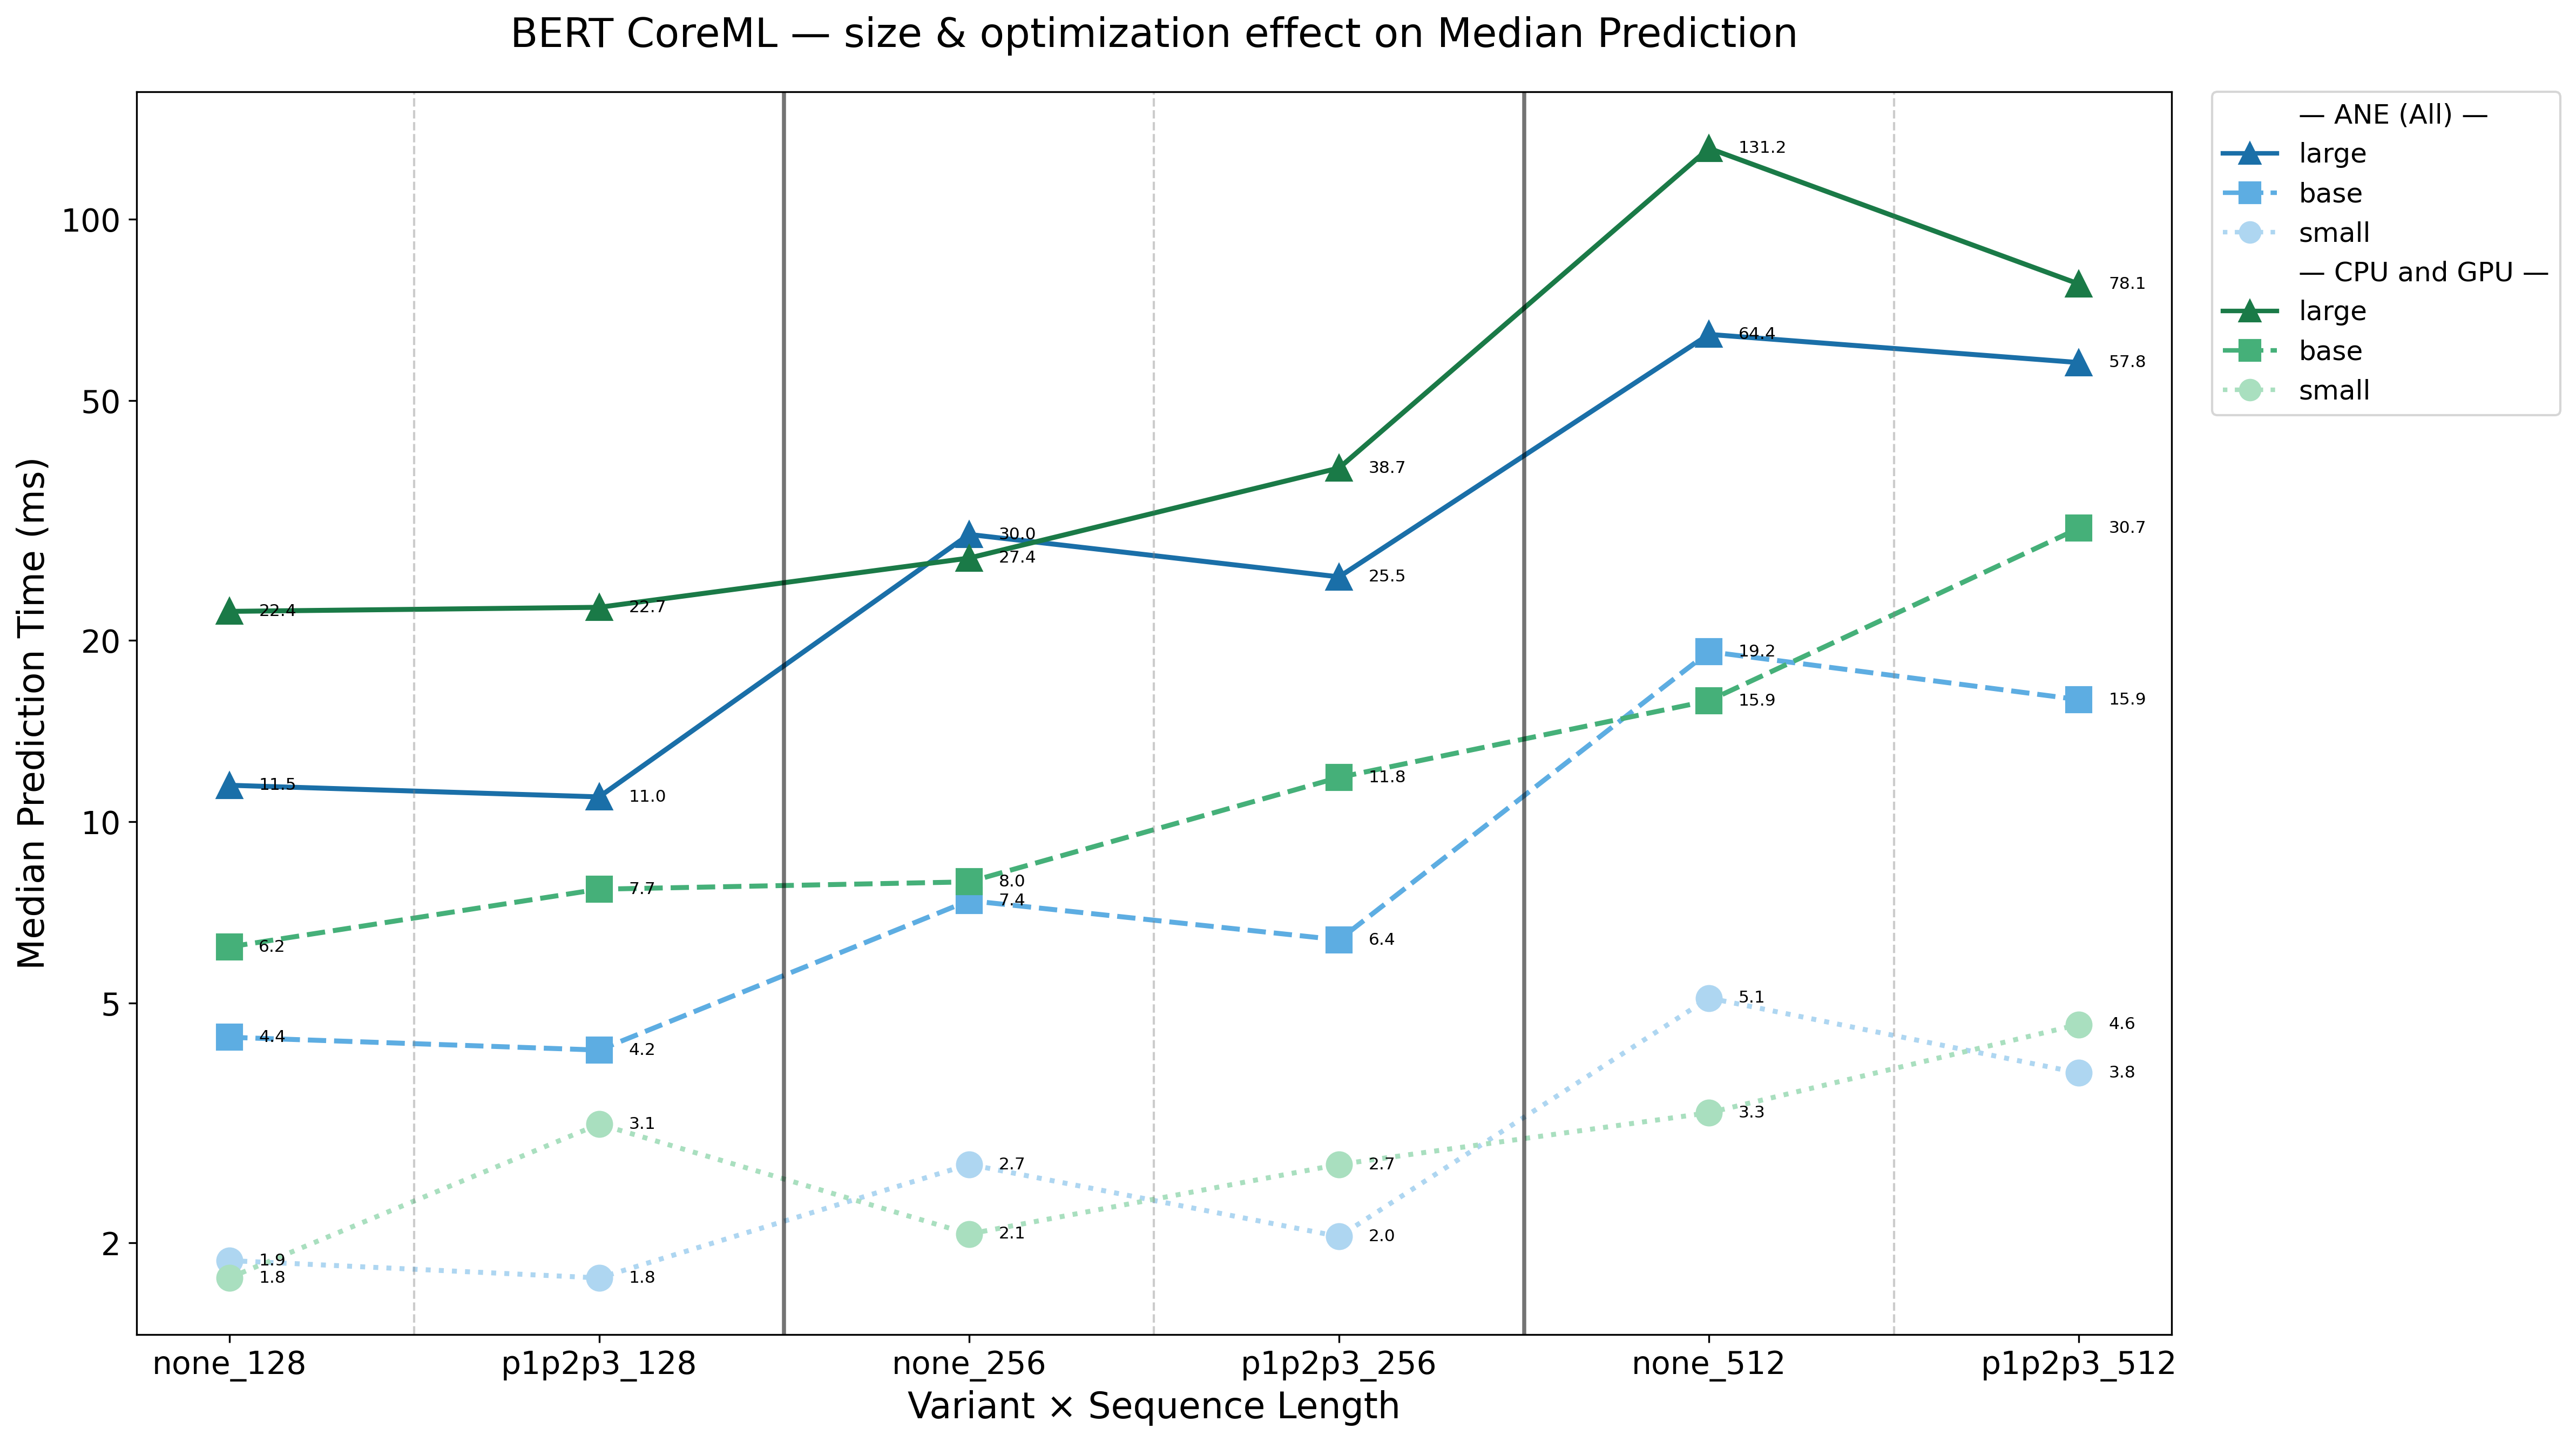 BERT CoreML — size & optimization effect on Median Prediction
— ANE (All) —
large
base
small
— CPU and GPU —
large
base
small
Median Prediction Time (ms)
100
50
20
10
5
2
131.2
78.1
64.4
57.8
38.7
30.0
27.4
30.7
25.5
22.4
22.7
19.2
15.9
15.9
11.5
11.0
11.8
8.0
7.4
7.7
6.2
6.4
4.4
4.2
5.1
4.6
3.8
3.1
3.3
2.7
2.7
2.1
2.0
1.9
1.8
1.8
none_128
p1p2p3_128
none_256
p1p2p3_256
none_512
p1p2p3_512
Variant × Sequence Length